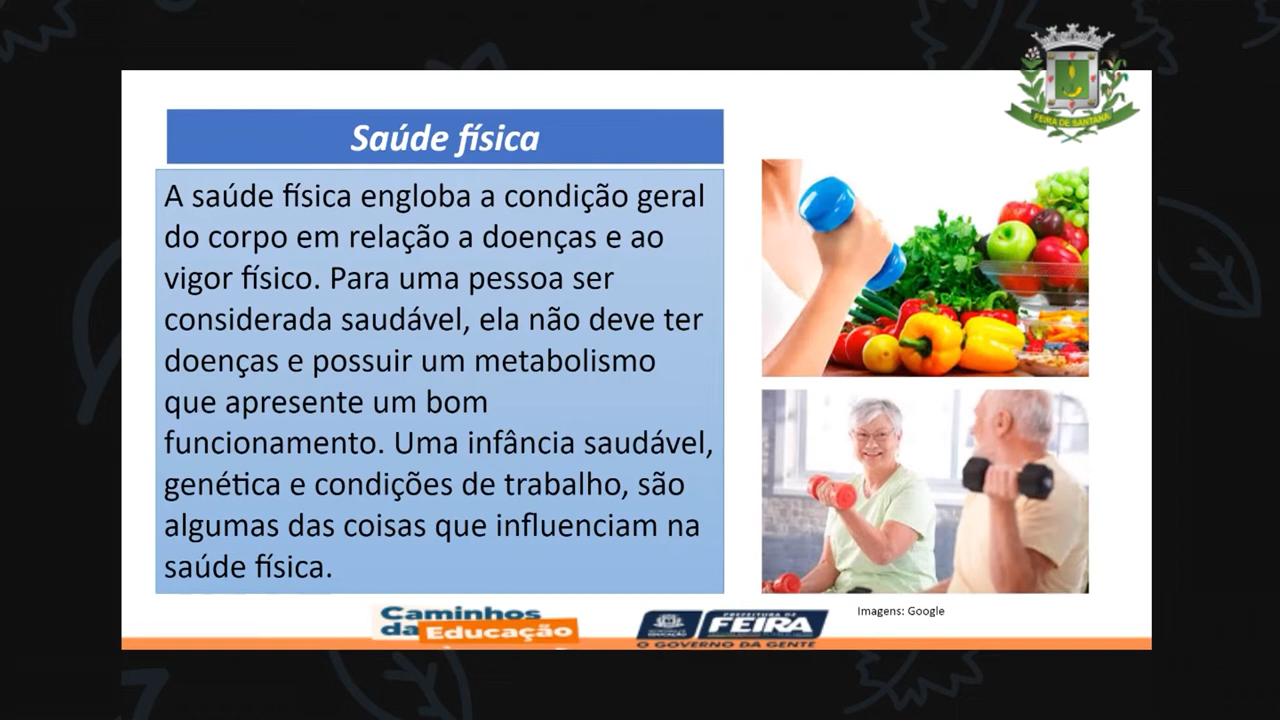 FEIRA DE SANTANA
Saúde física
A saúde física engloba a condição geral
do corpo em relação a doenças e ao
vigor físico. Para uma pessoa ser
considerada saudável, ela não deve ter
doenças e possuir um metabolismo
que apresente um bom
funcionamento. Uma infância saudável,
genética e condições de trabalho, são
algumas das coisas que influenciam na
saúde física.
Imagens: Google
Caminhos
da Educação
PREFEITURA DE
FEIRA
EDUCAÇÃO
O GOVERNO DA GENTE